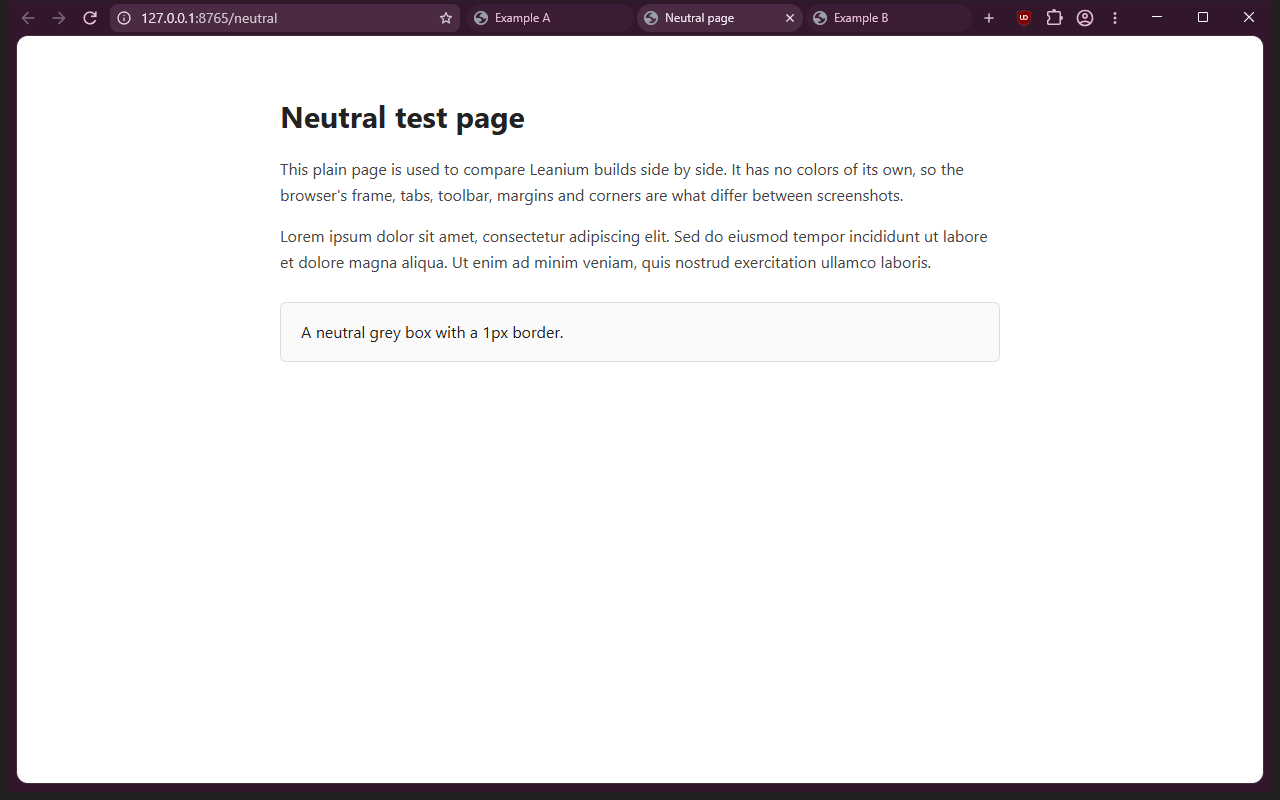 127.0.0.1:8765/neutral
Example A
Neutral page
Example B
Neutral test page
This plain page is used to compare Leanium builds side by side. It has no colors of its own, so the
browser's frame, tabs, toolbar, margins and corners are what differ between screenshots.
Lorem ipsum dolor sit amet, consectetur adipiscing elit. Sed do eiusmod tempor incididunt ut labore
et dolore magna aliqua. Ut enim ad minim veniam, quis nostrud exercitation ullamco laboris.
A neutral grey box with a 1px border.